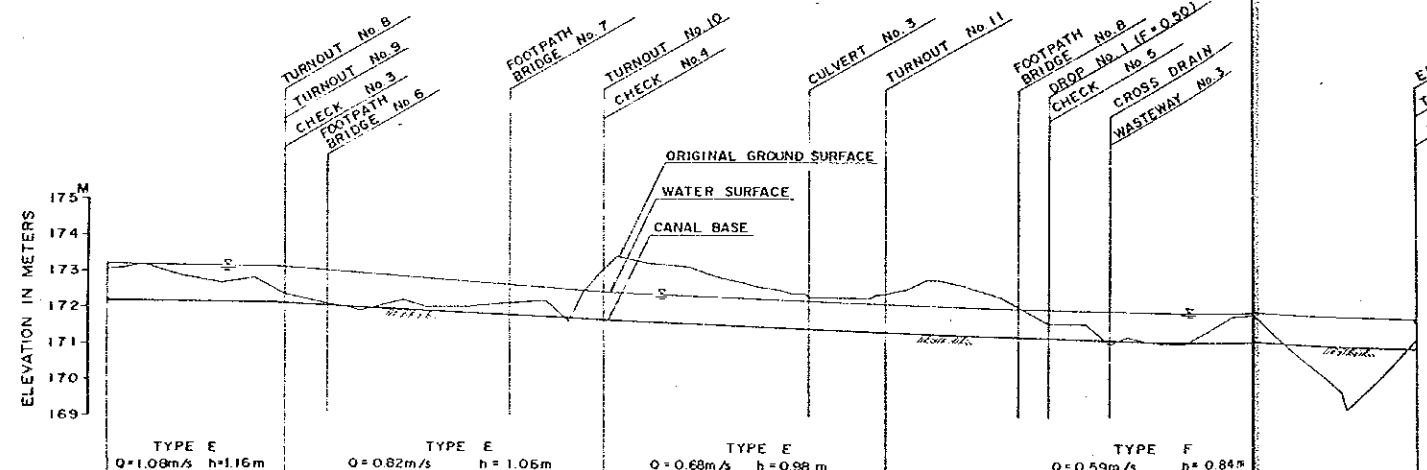 TURNOUT No.8
TURNOUT No.9
CHECK No.3
FOOTPATH
BRIDGE No.6
FOOTPATH
BRIDGE No.7
TURNOUT No.10
CHECK No.4
CULVERT No.3
TURNOUT No.11
FOOTPATH
BRIDGE No.8
DROP No.1 (F=0.50)
CHECK No 5
CROSS DRAIN
WASTEWAY No.3
ORIGINAL GROUND SURFACE
WATER SURFACE
CANAL BASE
ELEVATION IN METERS
M
175
174
173
172
171
170
169
TYPE E
Q=1.08m/s h=1.16m
TYPE E
Q=0.82m/s h=1.06m
TYPE E
Q=0.68m/s h=0.98 m
TYPE F
Q=0.59m/s h=0.84m